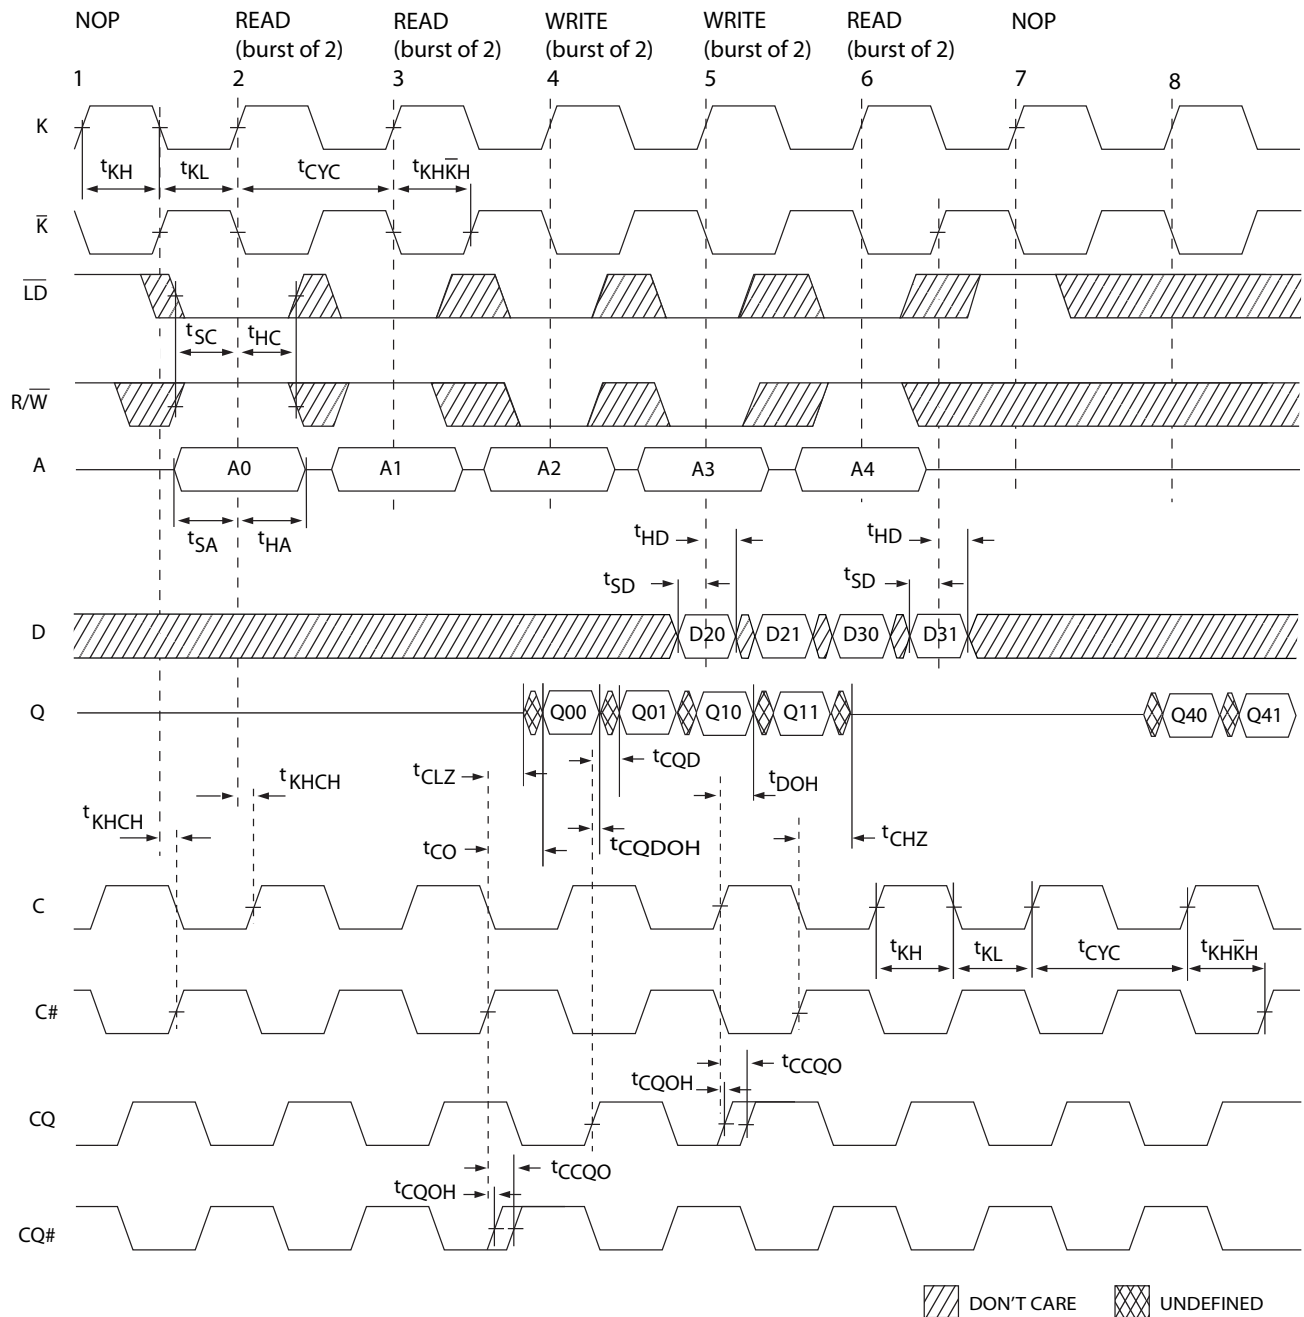 NOP READ READ WRITE WRITE READ NOP
(burst of 2) (burst of 2) (burst of 2) (burst of 2) (burst of 2)
1 2 3 4 5 6 7 8
K
tKH tKL tCYC tKHK̅H
K̅
L̅D̅
tSC tHC
R/W̅
A A0 A1 A2 A3 A4
tSA tHA tHD tHD
tSD tSD
D D20 D21 D30 D31
Q Q00 Q01 Q10 Q11 Q40 Q41
tKHCH tCLZ tCQD tDOH
tKHCH tCO tCQDOH tCHZ
C
tKH tKL tCYC tKHK̅H
C#
tCQOH tCCQO
CQ
tCQOH tCCQO
CQ#
DON'T CARE UNDEFINED